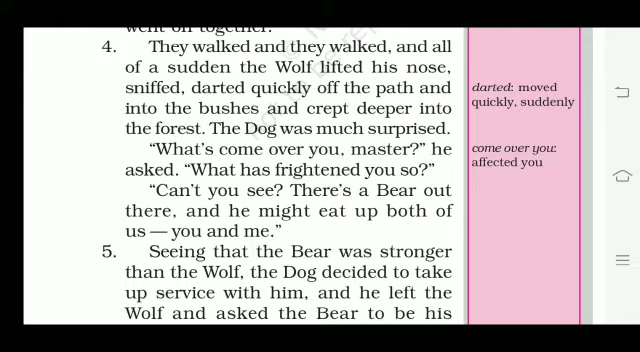 went off together.
4. They walked and they walked, and all
of a sudden the Wolf lifted his nose,
sniffed, darted quickly off the path and
into the bushes and crept deeper into
the forest. The Dog was much surprised.
“What’s come over you, master?” he
asked. “What has frightened you so?”
“Can’t you see? There’s a Bear out
there, and he might eat up both of
us — you and me.”
5. Seeing that the Bear was stronger
than the Wolf, the Dog decided to take
up service with him, and he left the
Wolf and asked the Bear to be his
darted: moved
quickly, suddenly
come over you:
affected you